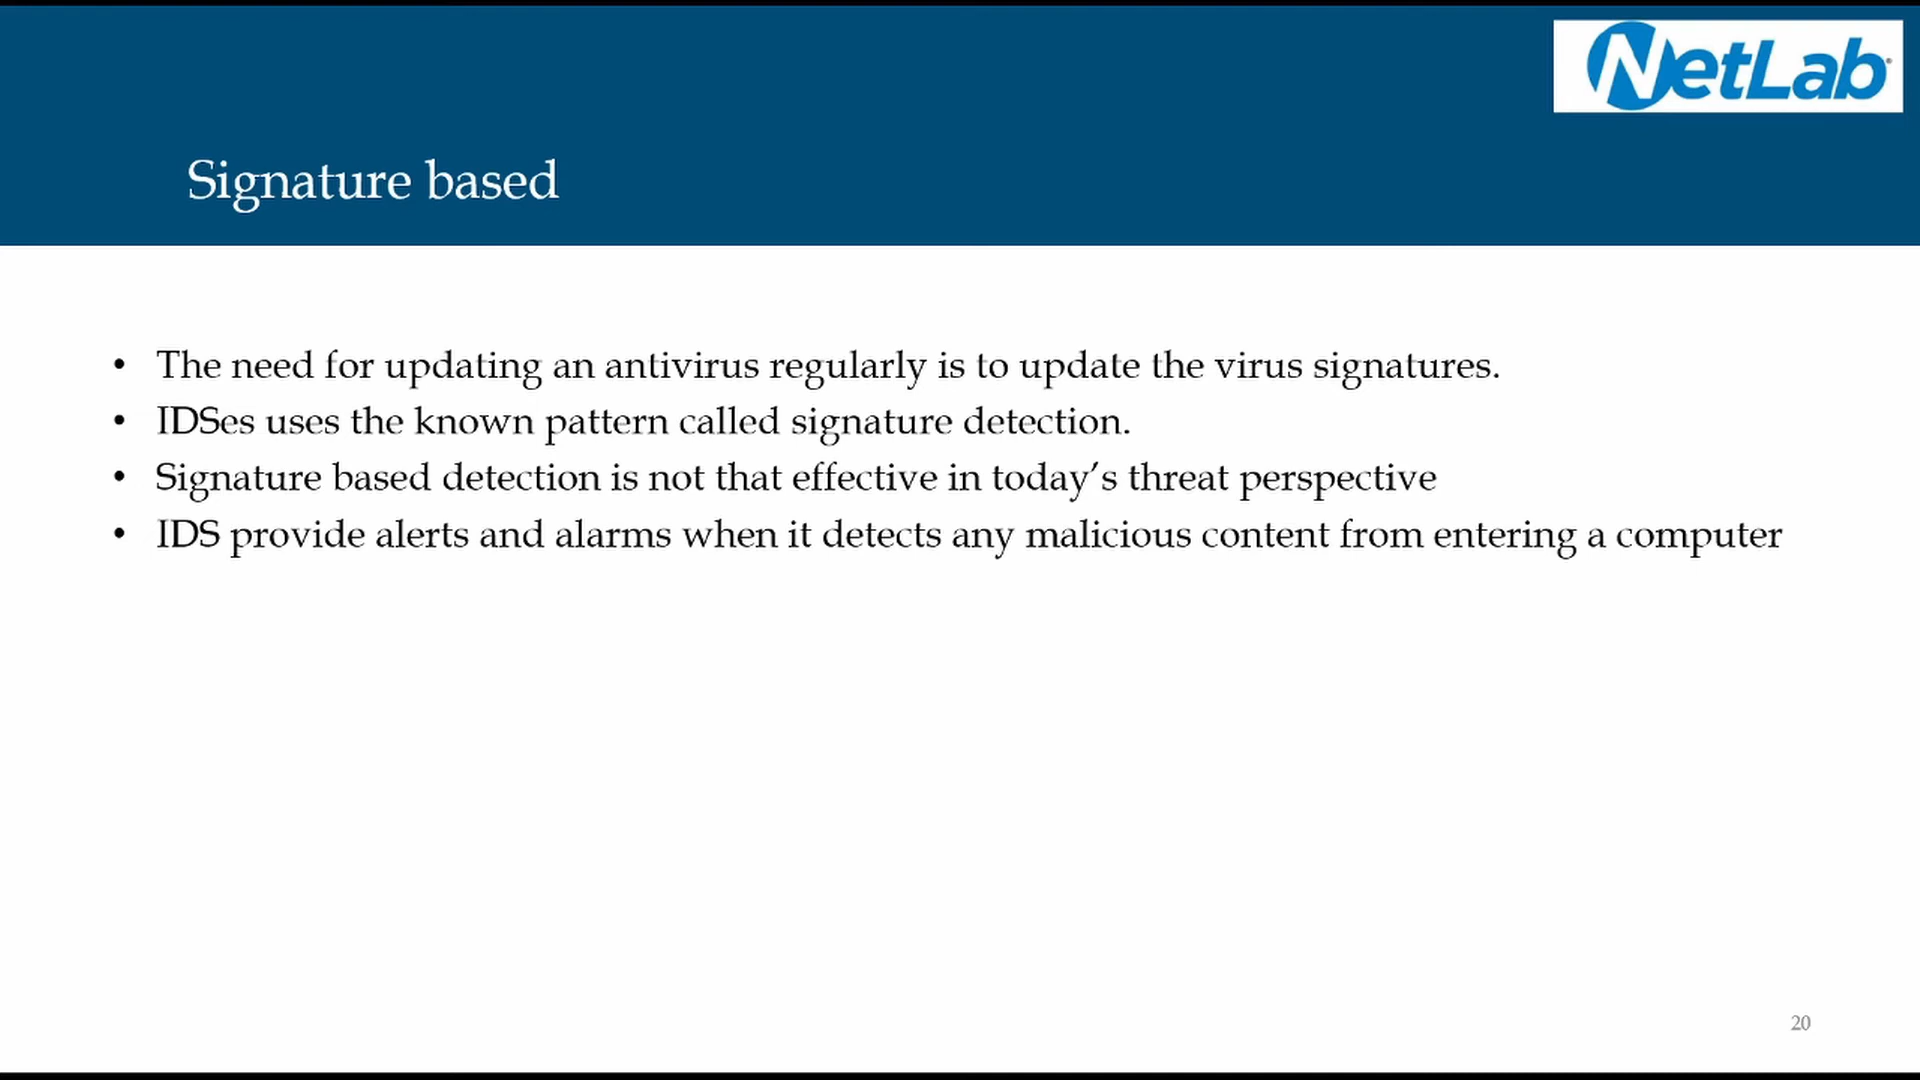 NetLab
Signature based
• The need for updating an antivirus regularly is to update the virus signatures.
• IDSes uses the known pattern called signature detection.
• Signature based detection is not that effective in today’s threat perspective
• IDS provide alerts and alarms when it detects any malicious content from entering a computer
20